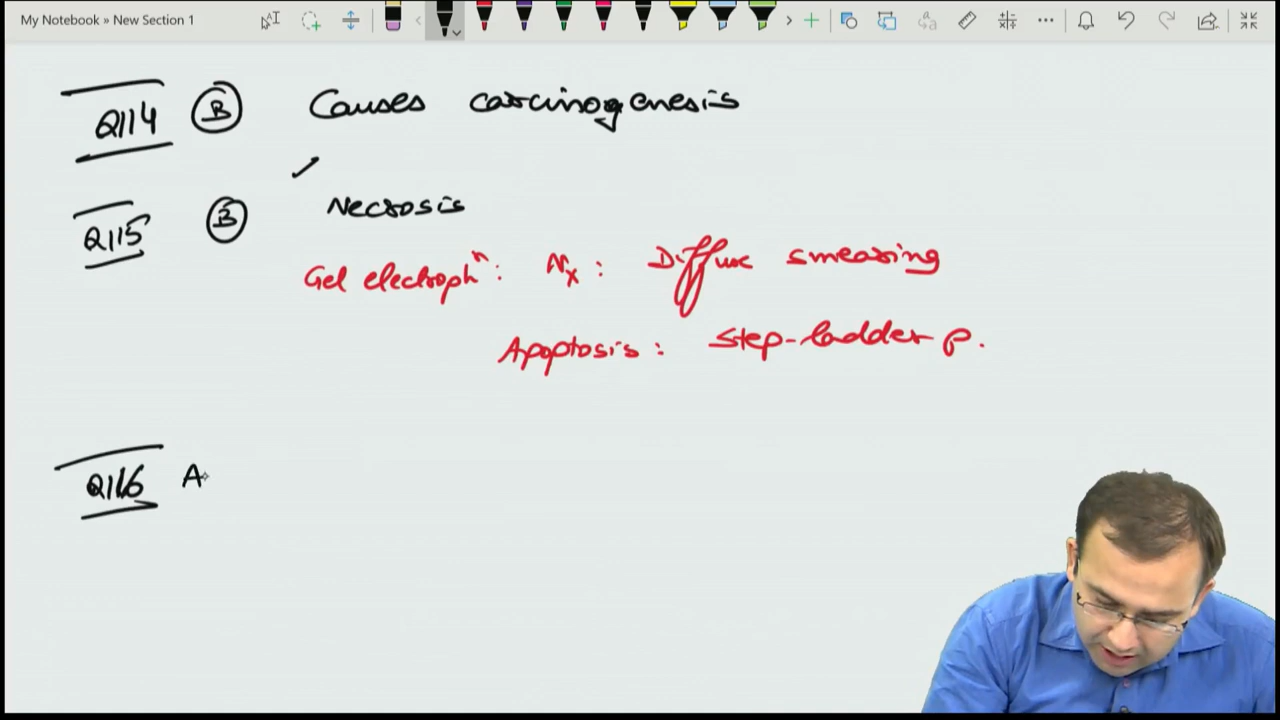 My Notebook » New Section 1
Q114 B Causes carcinogenesis
Q115 B Necrosis
Gel electrophⁿ: Nx: Diffuse smearing
Apoptosis: Step-ladder p.
Q116 A